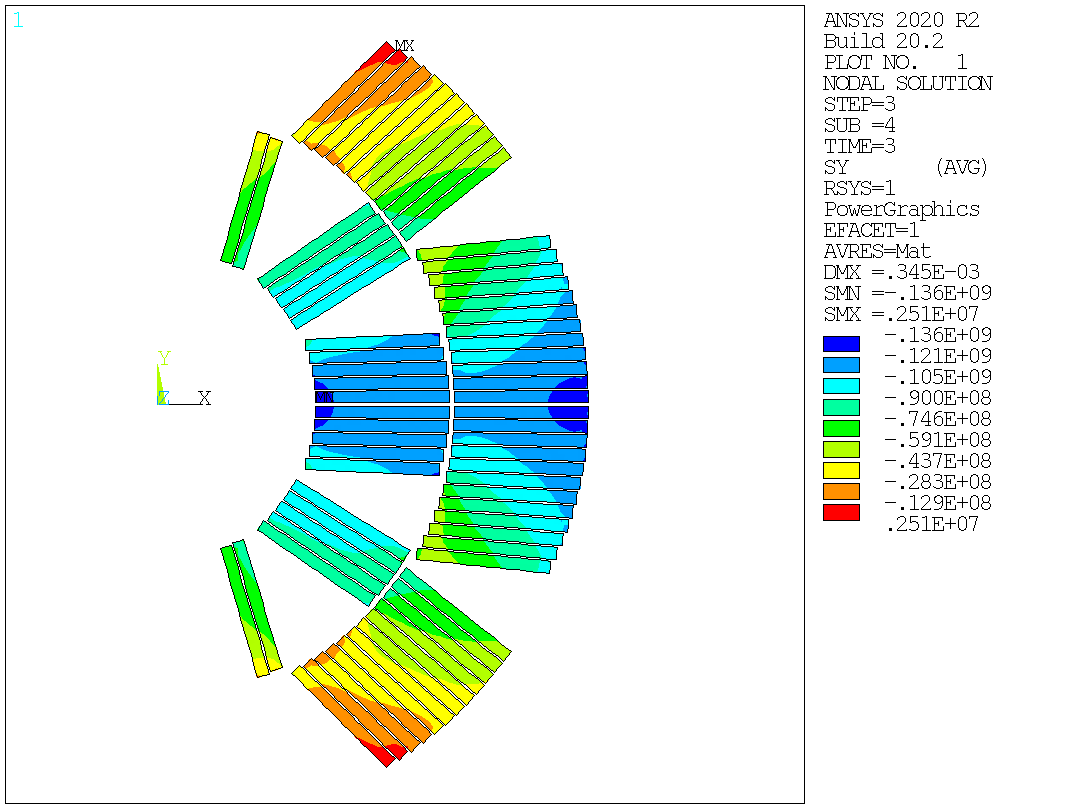 1
MX
ANSYS 2020 R2
Build 20.2
PLOT NO.   1
NODAL SOLUTION
STEP=3
SUB =4
TIME=3
SY       (AVG)
RSYS=1
PowerGraphics
EFACET=1
AVRES=Mat
DMX =.345E-03
SMN =-.136E+09
SMX =.251E+07
-.136E+09
-.121E+09
-.105E+09
-.900E+08
-.746E+08
-.591E+08
-.437E+08
-.283E+08
-.129E+08
.251E+07
Y
Z X
MN